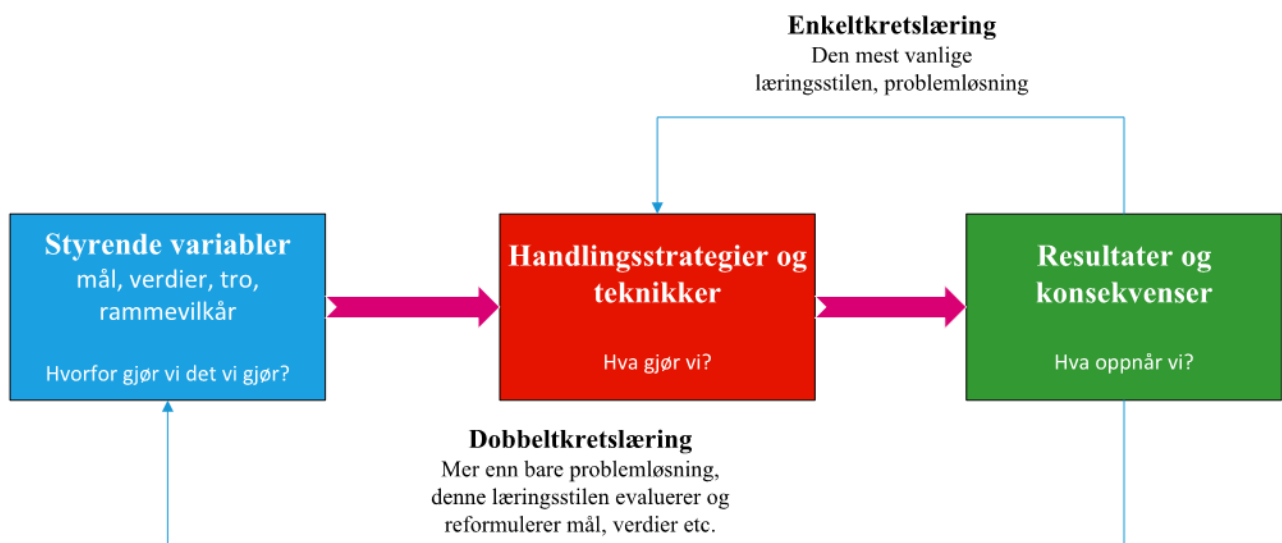 Enkeltkretslæring
Den mest vanlige
læringsstilen, problemløsning
Styrende variabler
mål, verdier, tro,
rammevilkår
Hvorfor gjør vi det vi gjør?
Handlingsstrategier og
teknikker
Hva gjør vi?
Resultater og
konsekvenser
Hva oppnår vi?
Dobbeltkretslæring
Mer enn bare problemløsning,
denne læringsstilen evaluerer og
reformulerer mål, verdier etc.